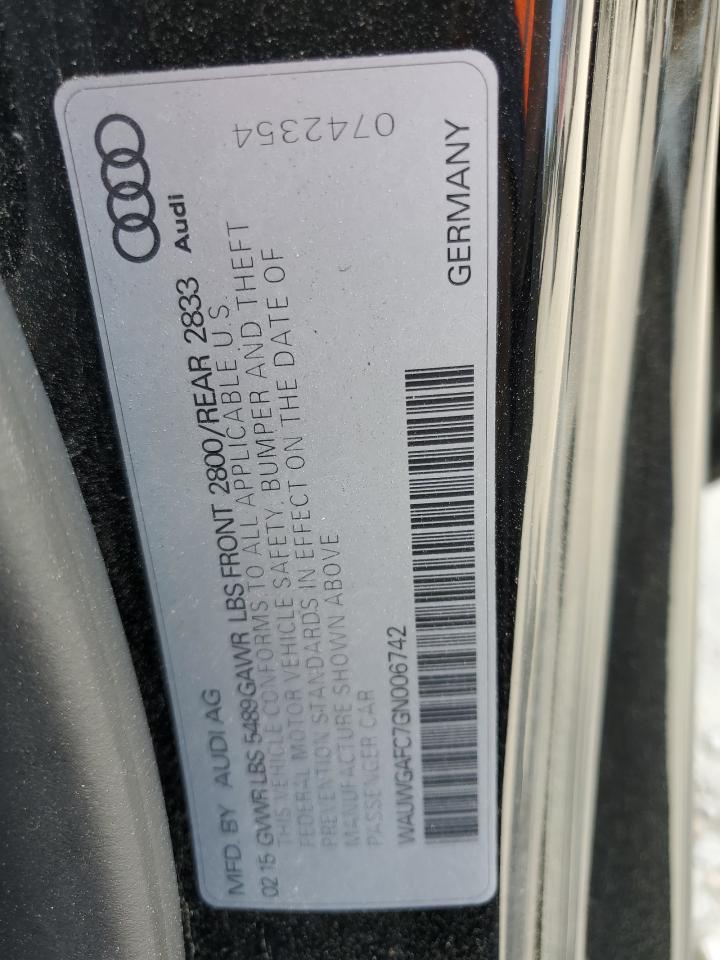 Audi
MFD. BY AUDI AG
02 15 GVWR LBS 5489 GAWR LBS FRONT 2800/REAR 2833
THIS VEHICLE CONFORMS TO ALL APPLICABLE U.S.
FEDERAL MOTOR VEHICLE SAFETY, BUMPER AND THEFT
PREVENTION STANDARDS IN EFFECT ON THE DATE OF
MANUFACTURE SHOWN ABOVE
PASSENGER CAR
WAUWGAFC7GN006742
GERMANY
0742354